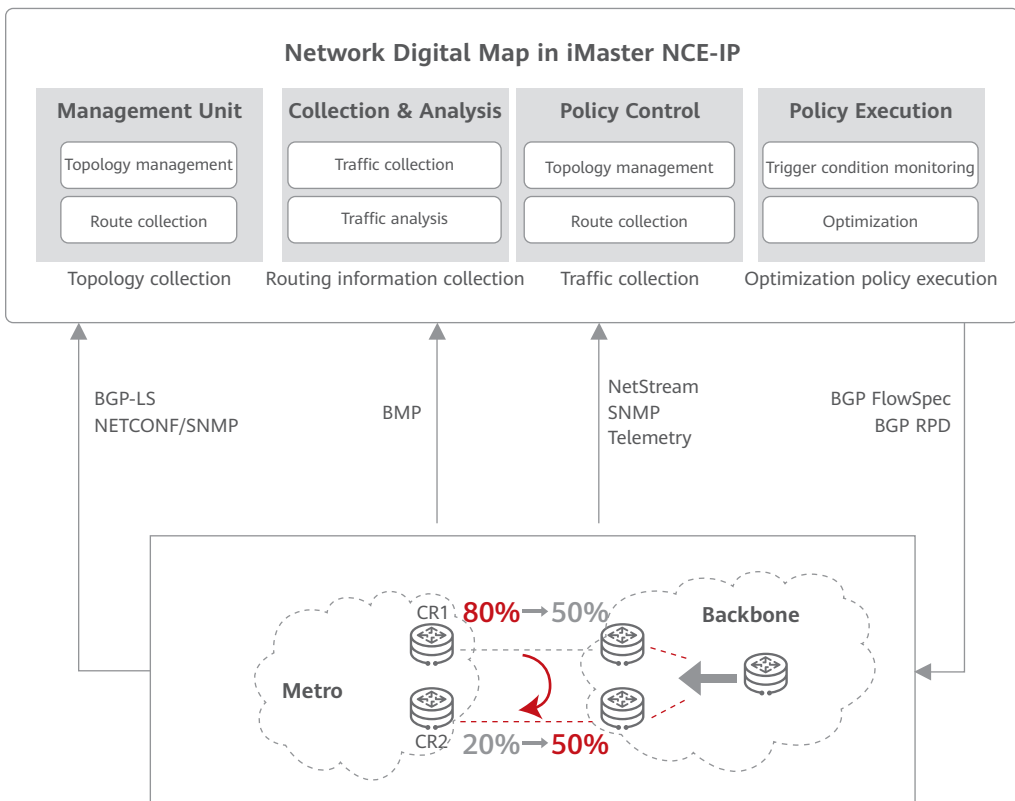 Network Digital Map in iMaster NCE-IP
Management Unit
Topology management
Route collection
Topology collection
Collection & Analysis
Traffic collection
Traffic analysis
Routing information collection
Policy Control
Topology management
Route collection
Traffic collection
Policy Execution
Trigger condition monitoring
Optimization
Optimization policy execution
BGP-LS
NETCONF/SNMP
BMP
NetStream
SNMP
Telemetry
BGP FlowSpec
BGP RPD
CR1
80% 50%
Backbone
Metro
CR2
20% 50%